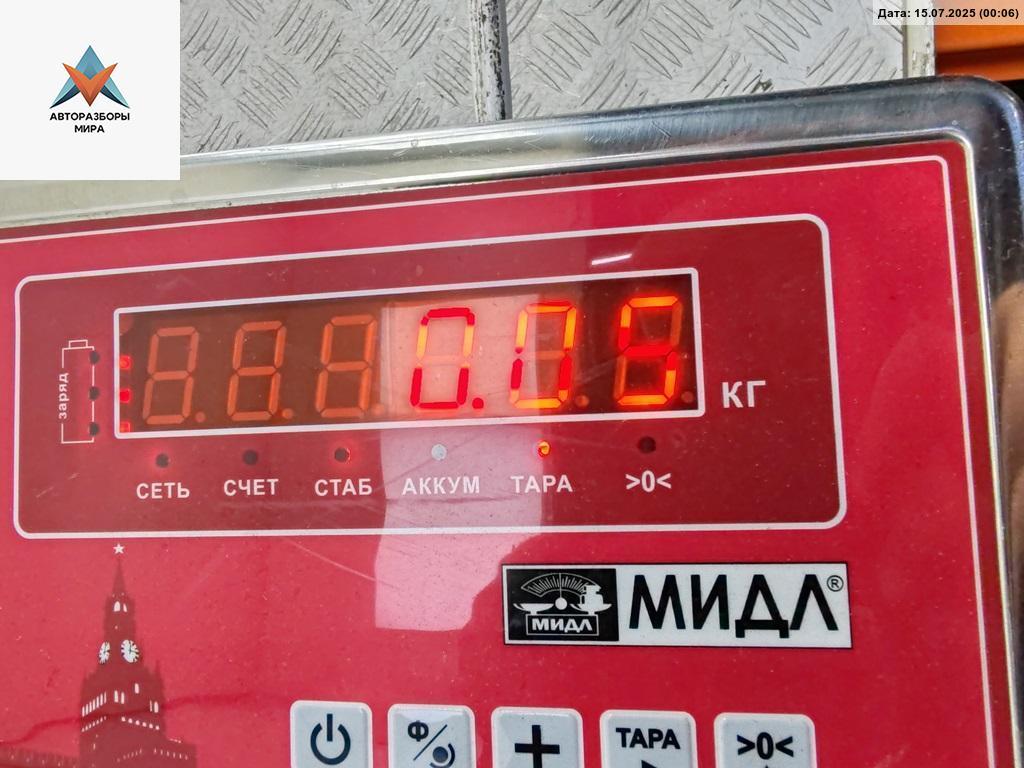 Дата: 15.07.2025 (00:06)
АВТОРАЗБОРЫ
МИРА
заряд
0.05
КГ
СЕТЬ СЧЕТ СТАБ АККУМ ТАРА >0<
МИДЛ МИДЛ®
Ф/ + ТАРА >0<